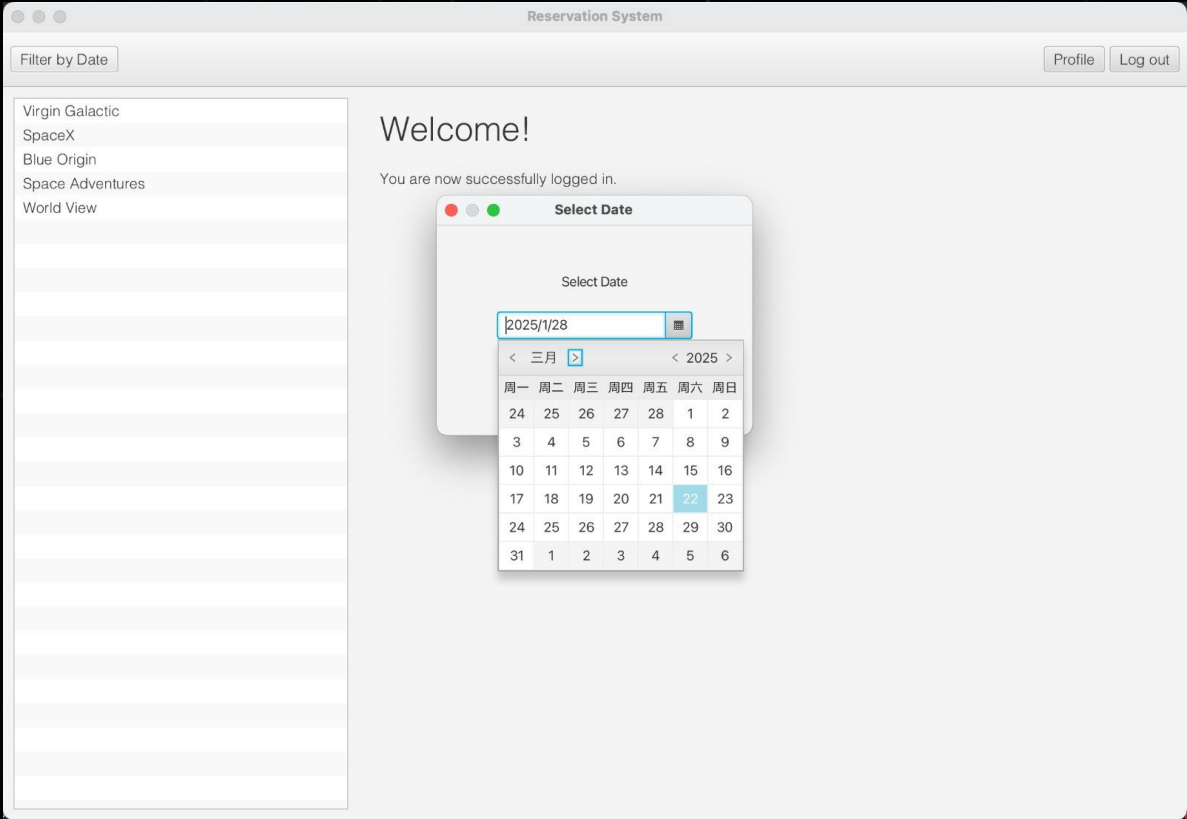 Reservation System
Filter by Date
Profile
Log out
Virgin Galactic
SpaceX
Blue Origin
Space Adventures
World View
Welcome!
You are now successfully logged in.
Select Date
Select Date
2025/1/28
< 三月 > < 2025 >
周一 周二 周三 周四 周五 周六 周日
24 25 26 27 28 1 2
3 4 5 6 7 8 9
10 11 12 13 14 15 16
17 18 19 20 21 22 23
24 25 26 27 28 29 30
31 1 2 3 4 5 6